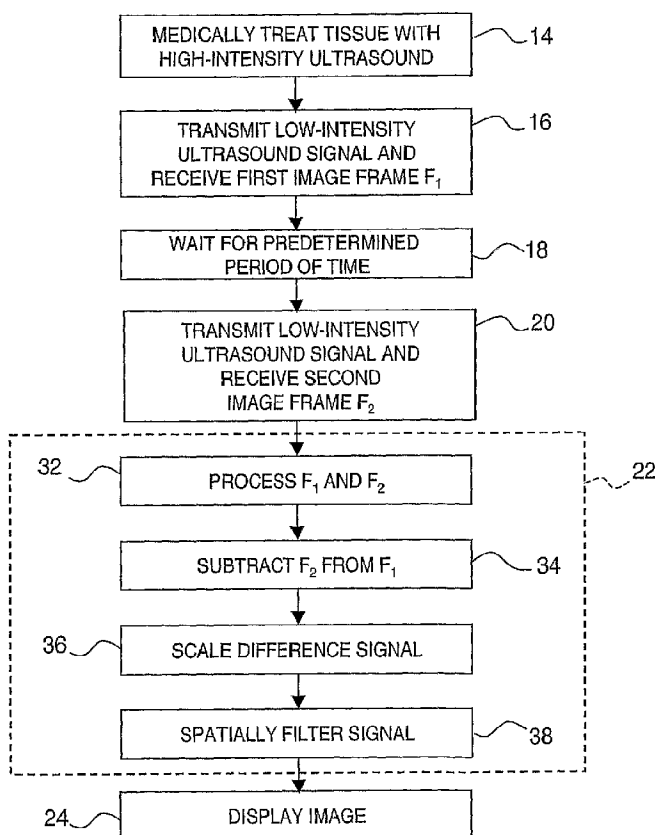 MEDICALLY TREAT TISSUE WITH
HIGH-INTENSITY ULTRASOUND
14
TRANSMIT LOW-INTENSITY
ULTRASOUND SIGNAL AND
RECEIVE FIRST IMAGE FRAME F₁
16
WAIT FOR PREDETERMINED
PERIOD OF TIME
18
TRANSMIT LOW-INTENSITY
ULTRASOUND SIGNAL AND
RECEIVE SECOND
IMAGE FRAME F₂
20
22
32
PROCESS F₁ AND F₂
SUBTRACT F₂ FROM F₁
34
36
SCALE DIFFERENCE SIGNAL
SPATIALLY FILTER SIGNAL
38
24
DISPLAY IMAGE